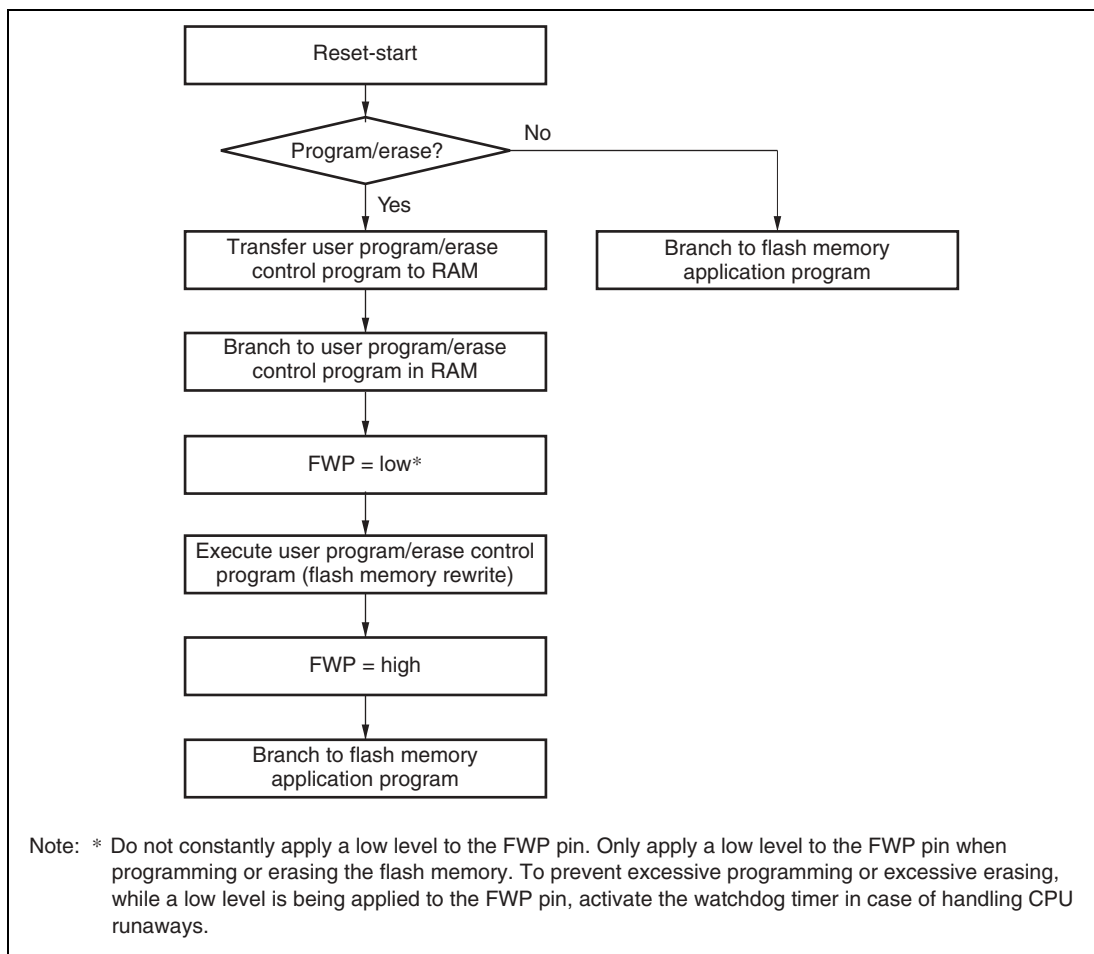 Reset-start
Program/erase?
No
Yes
Transfer user program/erase
control program to RAM
Branch to flash memory
application program
Branch to user program/erase
control program in RAM
FWP = low*
Execute user program/erase control
program (flash memory rewrite)
FWP = high
Branch to flash memory
application program
Note: * Do not constantly apply a low level to the FWP pin. Only apply a low level to the FWP pin when
programming or erasing the flash memory. To prevent excessive programming or excessive erasing,
while a low level is being applied to the FWP pin, activate the watchdog timer in case of handling CPU
runaways.